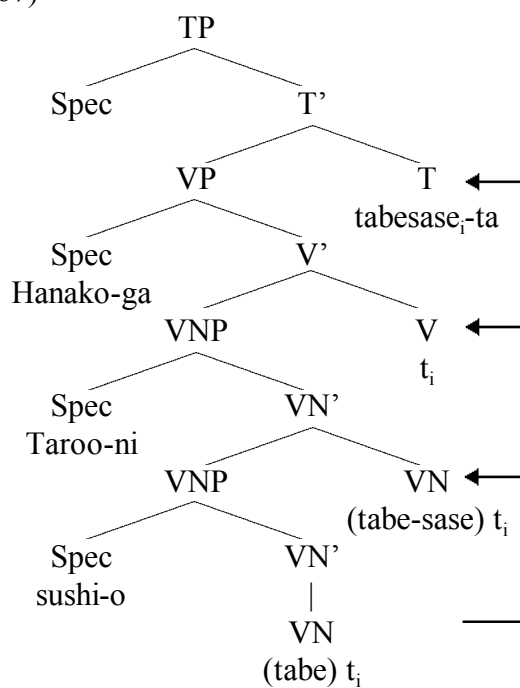 TP
Spec T’
VP T
tabesaseᵢ-ta
Spec V’
Hanako-ga
VNP V
tᵢ
Spec VN’
Taroo-ni
VNP VN
(tabe-sase) tᵢ
Spec VN’
sushi-o
VN
(tabe) tᵢ